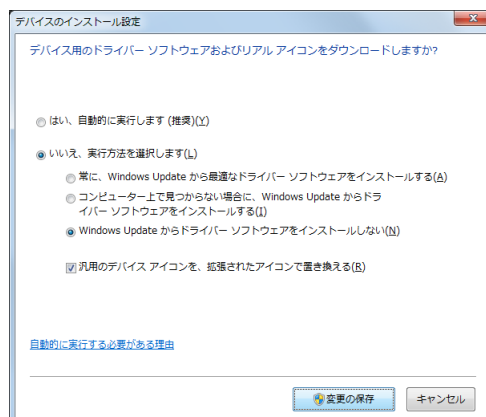 デバイスのインストール設定
デバイス用のドライバー ソフトウェアおよびリアル アイコンをダウンロードしますか?
はい、自動的に実行します (推奨)(Y)
いいえ、実行方法を選択します(L)
常に、Windows Update から最適なドライバー ソフトウェアをインストールする(A)
コンピューター上で見つからない場合に、Windows Update からドラ
イバー ソフトウェアをインストールする(I)
Windows Update からドライバー ソフトウェアをインストールしない(N)
汎用のデバイス アイコンを、拡張されたアイコンで置き換える(R)
自動的に実行する必要がある理由
変更の保存
キャンセル